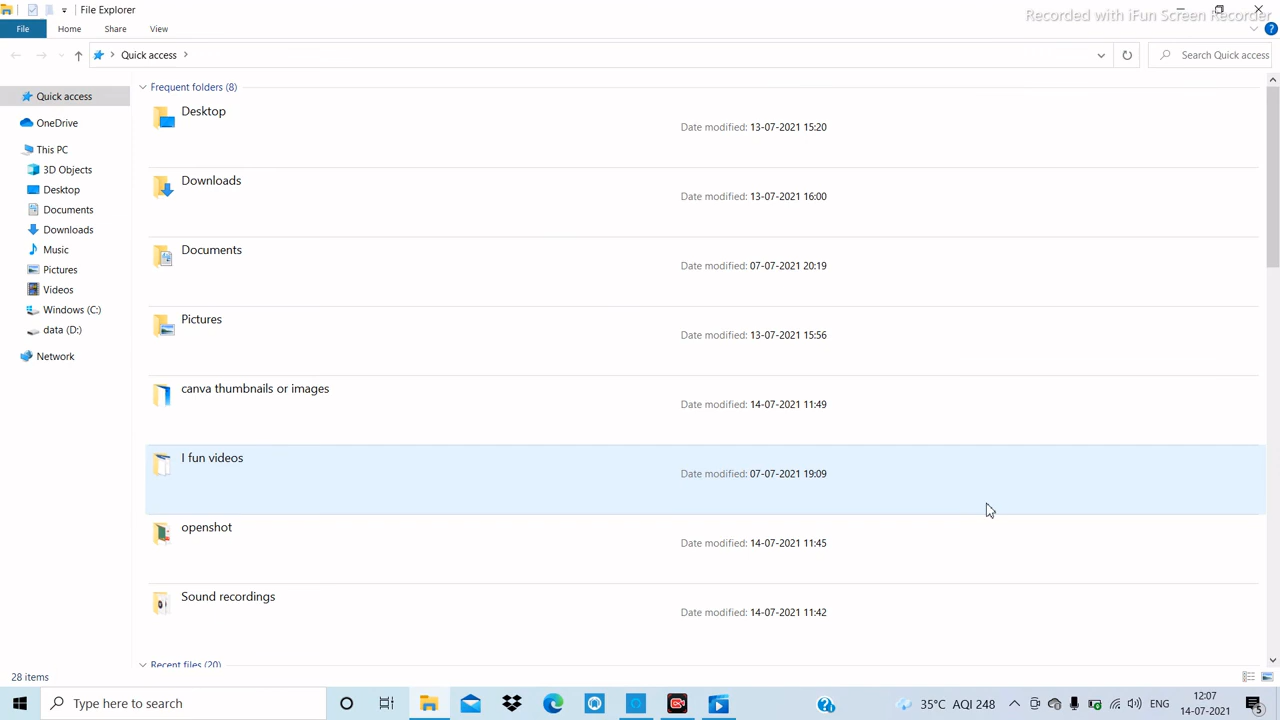 File Explorer
Recorded with iFun Screen Recorder
File Home Share View
Quick access
Search Quick access
Quick access
OneDrive
This PC
3D Objects
Desktop
Documents
Downloads
Music
Pictures
Videos
Windows (C:)
data (D:)
Network
Frequent folders (8)
Desktop
Date modified: 13-07-2021 15:20
Downloads
Date modified: 13-07-2021 16:00
Documents
Date modified: 07-07-2021 20:19
Pictures
Date modified: 13-07-2021 15:56
canva thumbnails or images
Date modified: 14-07-2021 11:49
I fun videos
Date modified: 07-07-2021 19:09
openshot
Date modified: 14-07-2021 11:45
Sound recordings
Date modified: 14-07-2021 11:42
Recent files (20)
28 items
Type here to search
35°C AQI 248
ENG
12:07
14-07-2021
5